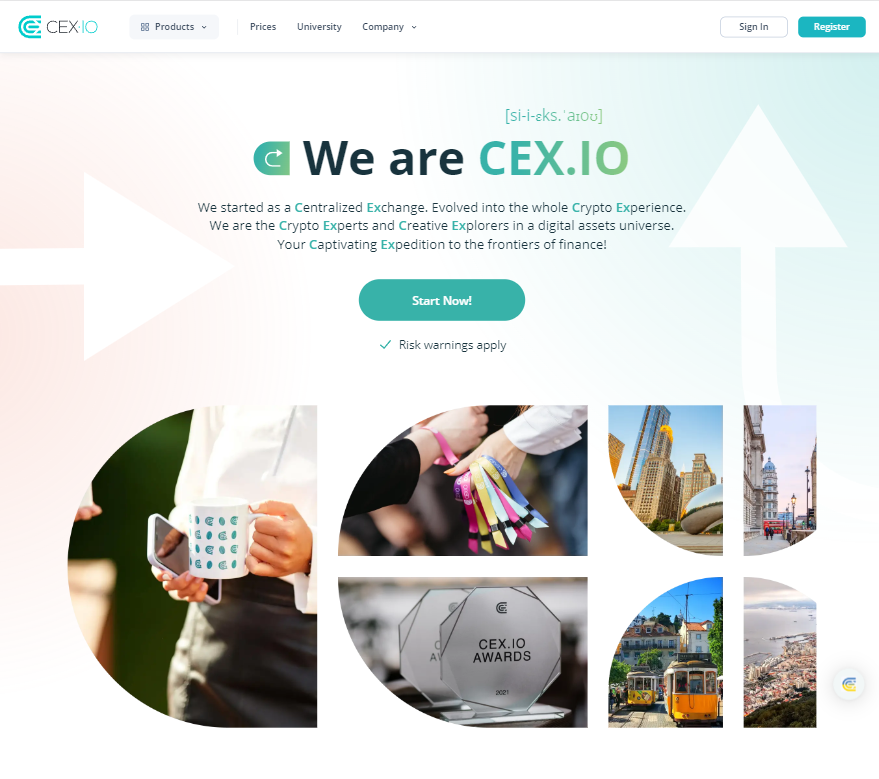 CEX·IO Products Prices University Company Sign In Register
[si-i-ɛks.ˈaɪoʊ]
We are CEX.IO
We started as a Centralized Exchange. Evolved into the whole Crypto Experience.
We are the Crypto Experts and Creative Explorers in a digital assets universe.
Your Captivating Expedition to the frontiers of finance!
Start Now!
Risk warnings apply
CEX.IO
AWARDS
2021